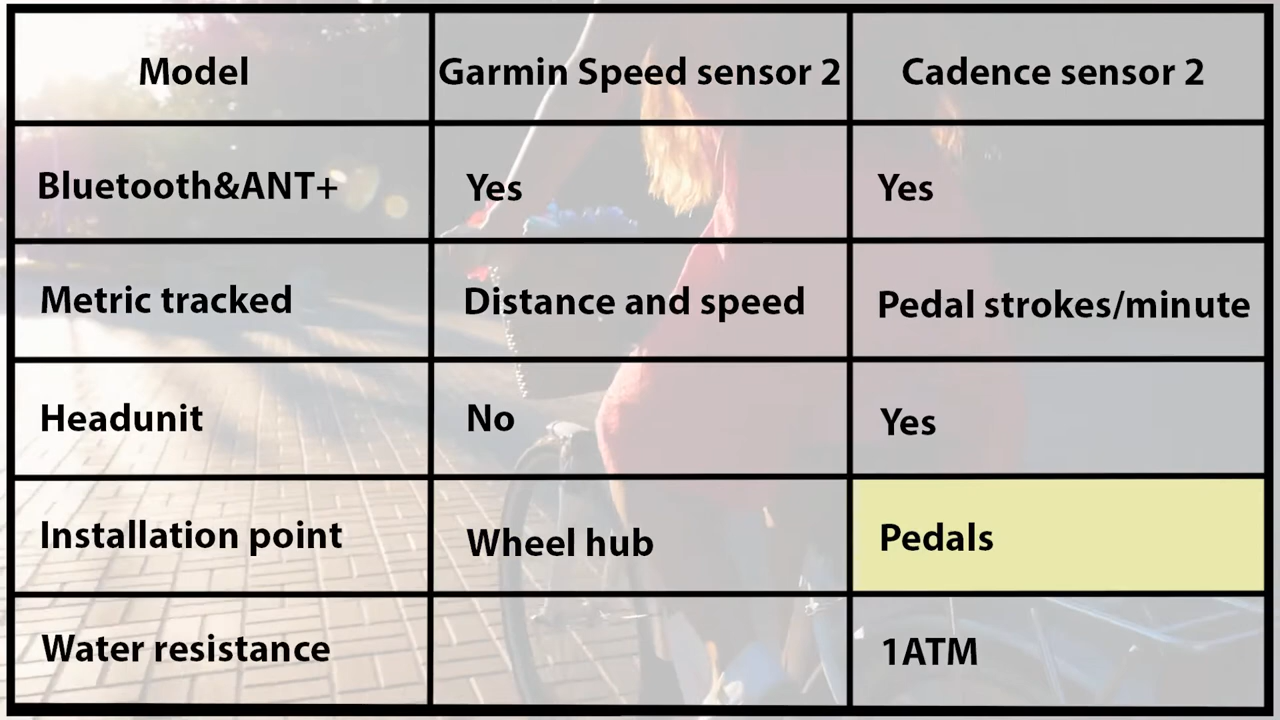 Model Garmin Speed sensor 2 Cadence sensor 2
Bluetooth&ANT+ Yes Yes
Metric tracked Distance and speed Pedal strokes/minute
Headunit No Yes
Installation point Wheel hub Pedals
Water resistance 1ATM